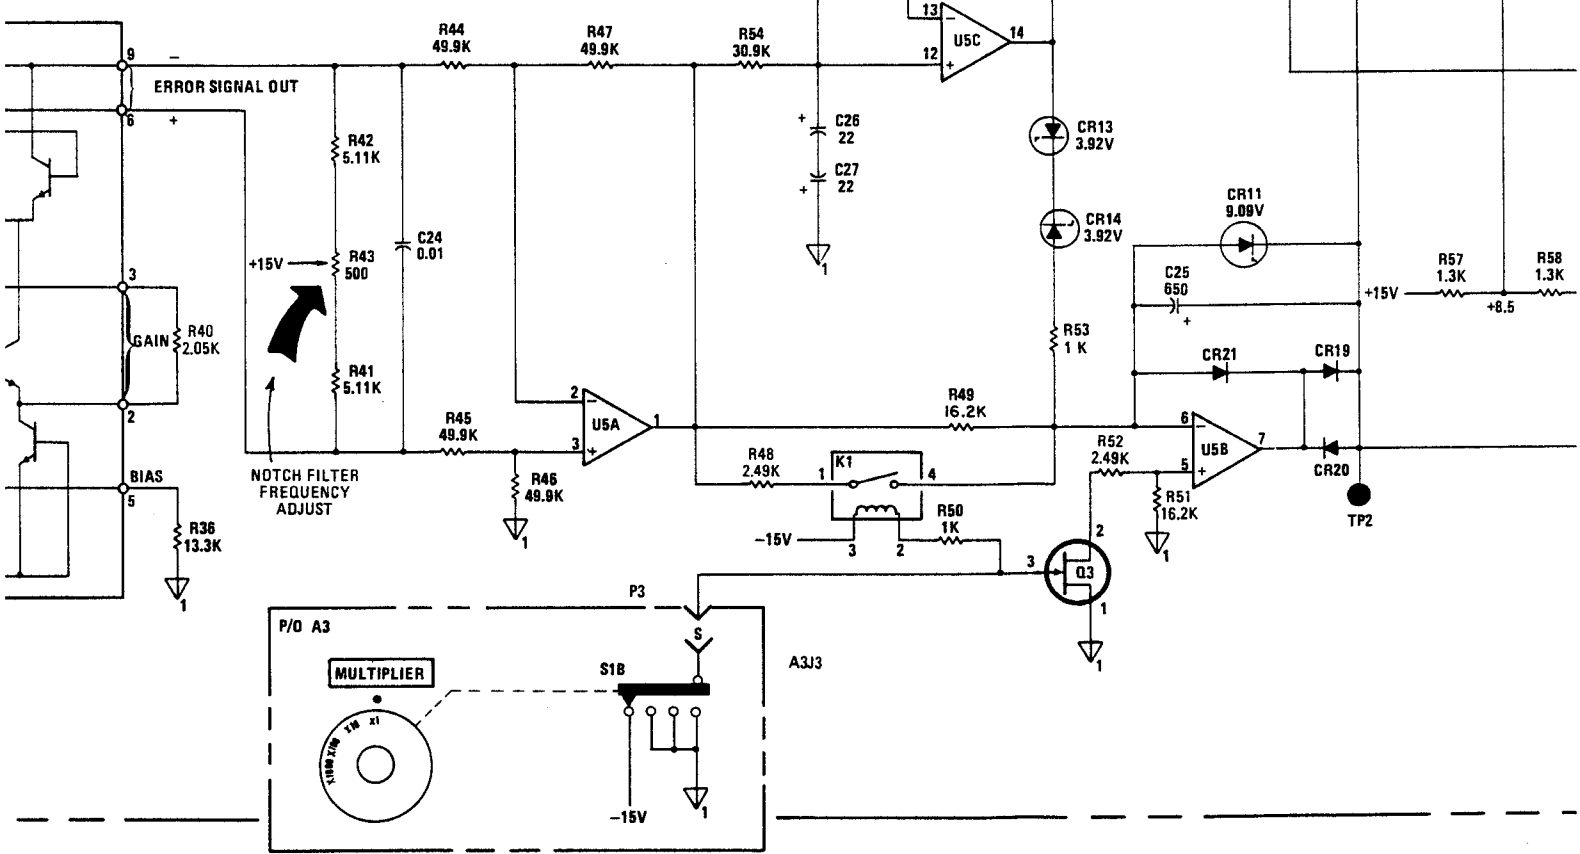 13
−
U5C
14
12
+
R44
49.9K
R47
49.9K
R54
30.9K
9
−
ERROR SIGNAL OUT
6
+
R42
5.11K
+
C26
22
C27
22
+
1
CR13
3.92V
CR14
3.92V
CR11
9.09V
C24
0.01
+15V
R43
500
3
GAIN
R40
2.05K
2
R41
5.11K
C25
650
+
+15V
R57
1.3K
+8.5
R58
1.3K
R53
1 K
CR21
CR19
R45
49.9K
2
−
U5A
1
3
+
R49
16.2K
6
−
U5B
7
5
+
CR20
TP2
R52
2.49K
R51
16.2K
1
BIAS
5
R36
13.3K
1
NOTCH FILTER
FREQUENCY
ADJUST
R46
49.9K
1
R48
2.49K
K1
1
4
−15V
3
2
R50
1K
3
2
Q3
1
1
P3
S
A3J3
P/O A3
MULTIPLIER
X1000
X100
X10
X1
S1B
−15V
1